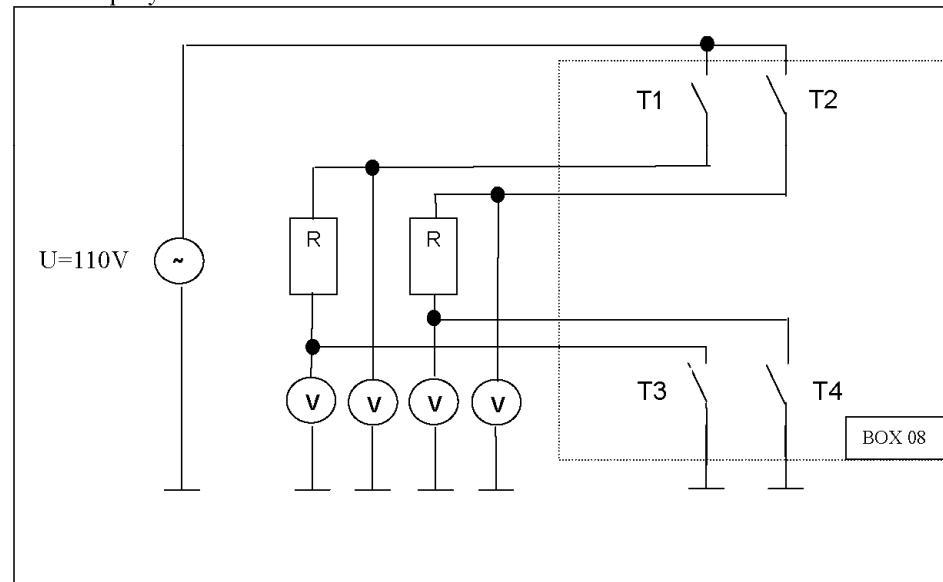 T1 T2
R R
U=110V ~
V V V V
T3 T4
BOX 08